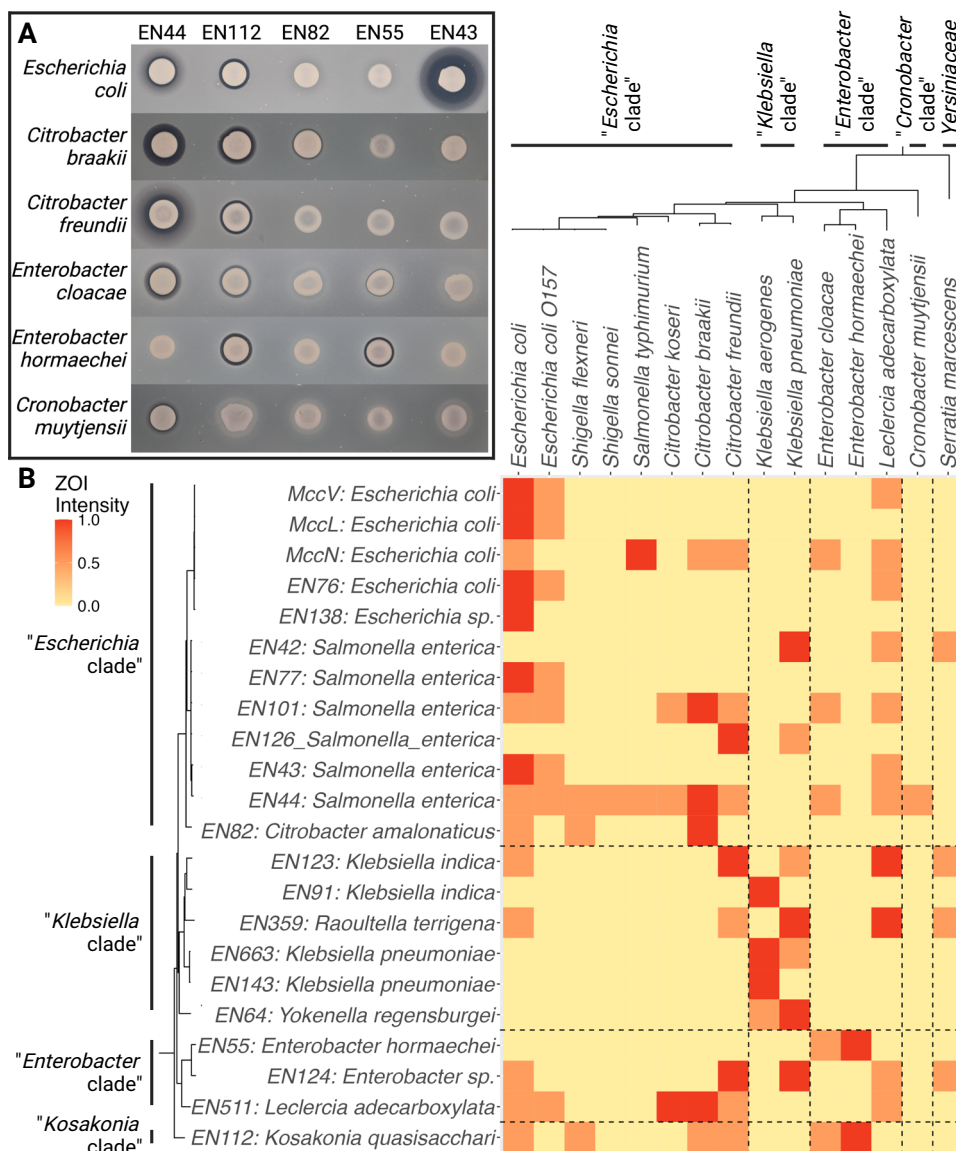 A
EN44 EN112 EN82 EN55 EN43
Escherichia
coli
Citrobacter
braakii
Citrobacter
freundii
Enterobacter
cloacae
Enterobacter
hormaechei
Cronobacter
muytjensii
"Escherichia
clade"
"Klebsiella
clade"
"Enterobacter
clade"
"Cronobacter
clade"
Yersiniaceae
Escherichia coli
Escherichia coli O157
Shigella flexneri
Shigella sonnei
Salmonella typhimurium
Citrobacter koseri
Citrobacter braakii
Citrobacter freundii
Klebsiella aerogenes
Klebsiella pneumoniae
Enterobacter cloacae
Enterobacter hormaechei
Leclercia adecarboxylata
Cronobacter muytjensii
Serratia marcescens
B
ZOI
Intensity
1.0
0.5
0.0
"Escherichia
clade"
"Klebsiella
clade"
"Enterobacter
clade"
"Kosakonia
clade"
MccV: Escherichia coli
MccL: Escherichia coli
MccN: Escherichia coli
EN76: Escherichia coli
EN138: Escherichia sp.
EN42: Salmonella enterica
EN77: Salmonella enterica
EN101: Salmonella enterica
EN126_Salmonella_enterica
EN43: Salmonella enterica
EN44: Salmonella enterica
EN82: Citrobacter amalonaticus
EN123: Klebsiella indica
EN91: Klebsiella indica
EN359: Raoultella terrigena
EN663: Klebsiella pneumoniae
EN143: Klebsiella pneumoniae
EN64: Yokenella regensburgei
EN55: Enterobacter hormaechei
EN124: Enterobacter sp.
EN511: Leclercia adecarboxylata
EN112: Kosakonia quasisacchari